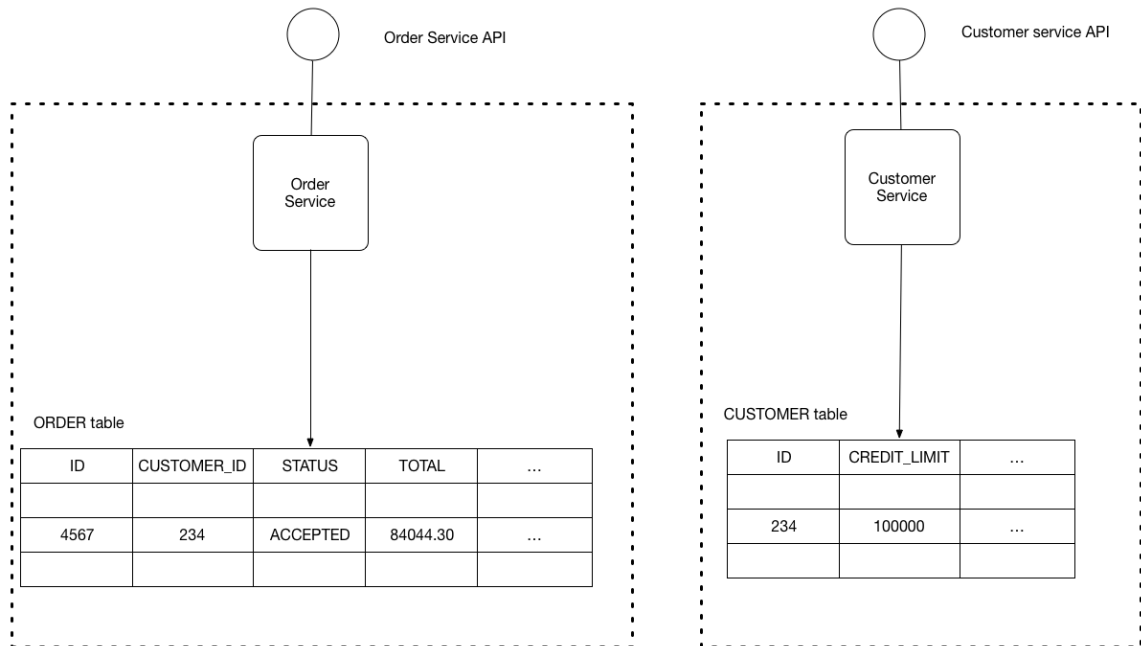 Order Service API
Customer service API
Order
Service
Customer
Service
ORDER table
ID CUSTOMER_ID STATUS TOTAL ...
4567 234 ACCEPTED 84044.30 ...
CUSTOMER table
ID CREDIT_LIMIT ...
234 100000 ...